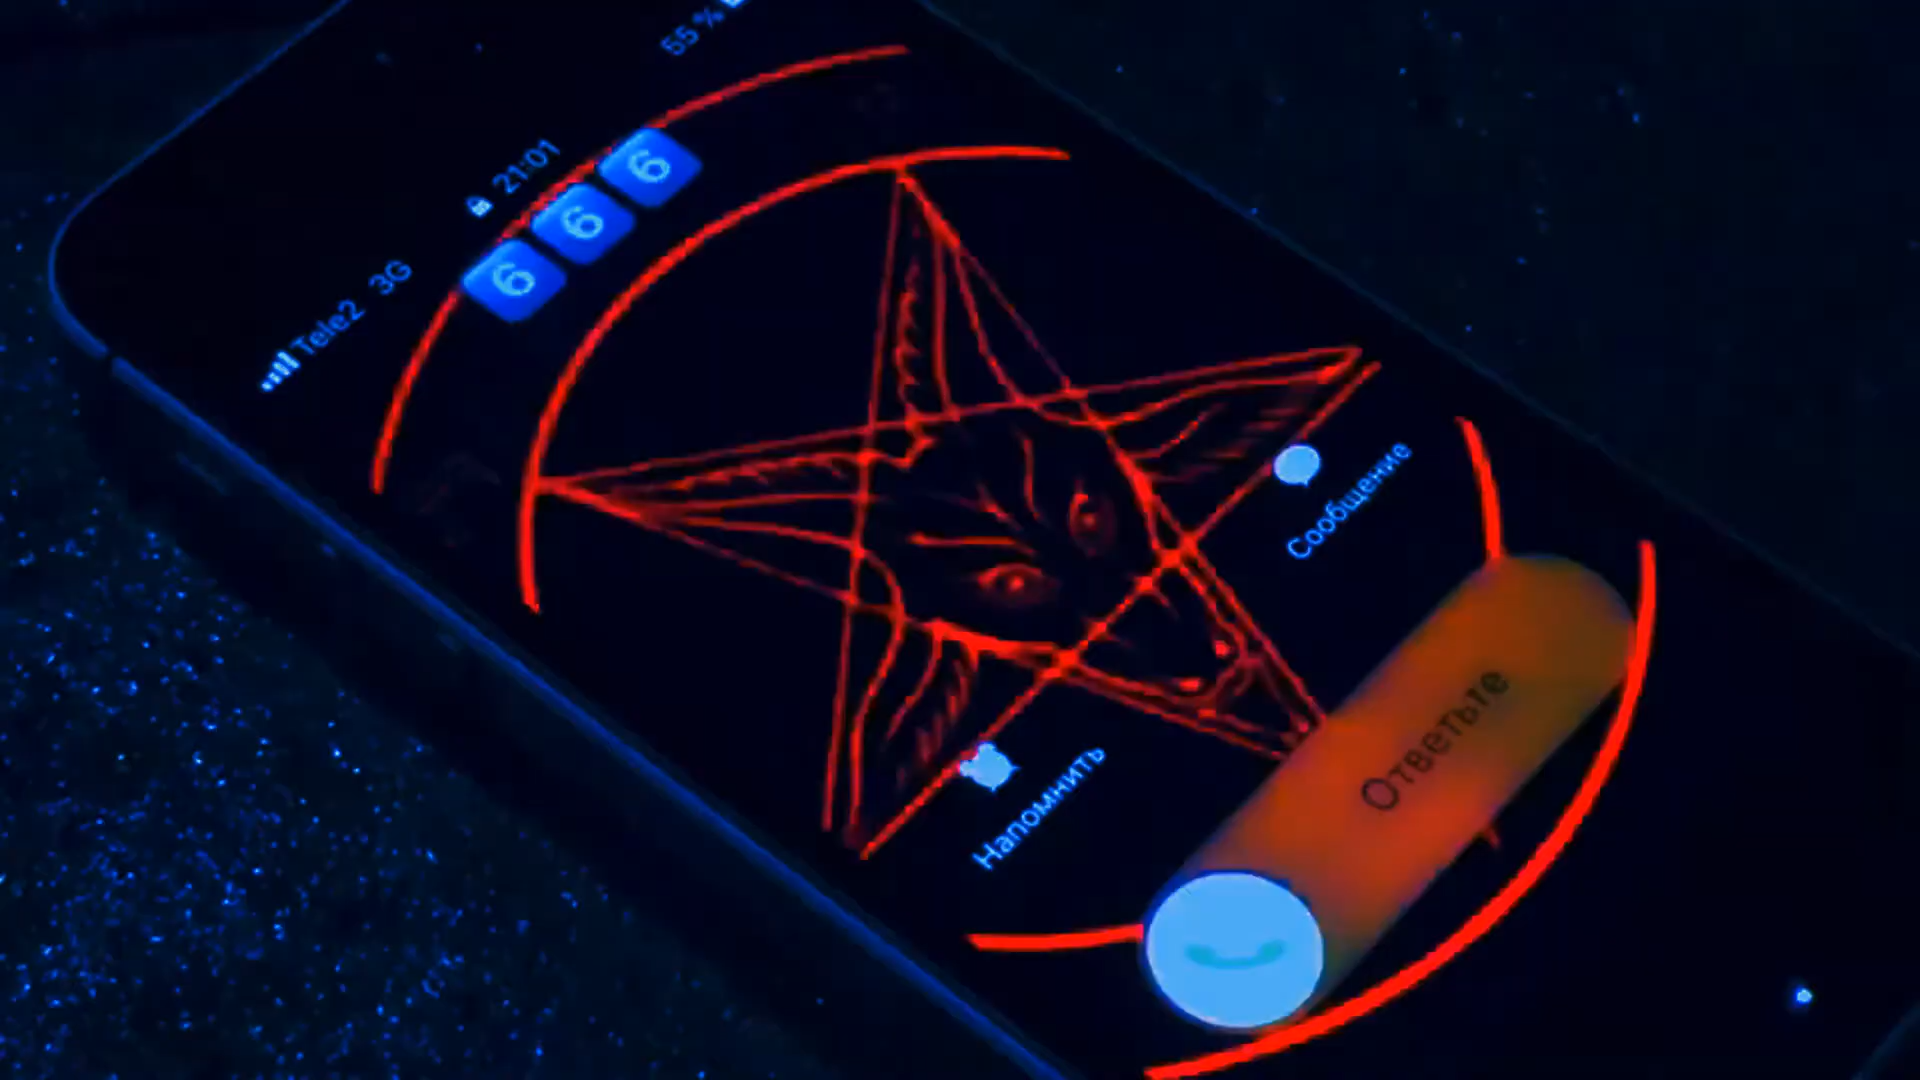 Tele2 3G
21:01
55 %
6 6 6
Сообщение
Напомнить
Ответьте